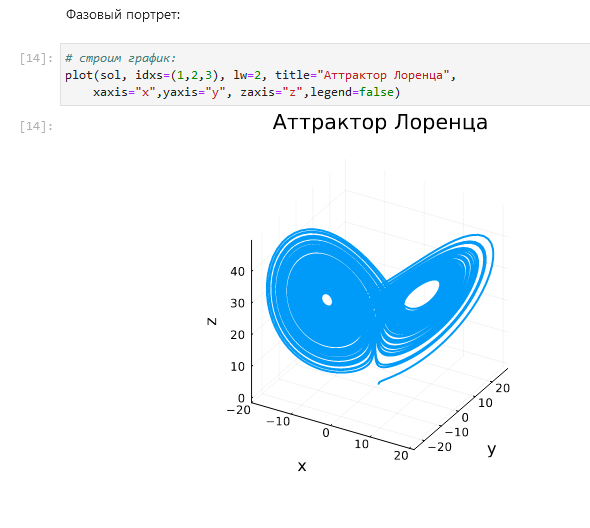 Фазовый портрет:
[14]: # строим график:
plot(sol, idxs=(1,2,3), lw=2, title="Аттрактор Лоренца",
xaxis="x",yaxis="y", zaxis="z",legend=false)
[14]:
Аттрактор Лоренца
40
30
z
20
10
0
−20
−10
0
10
20
x
−20
−10
0
10
20
y